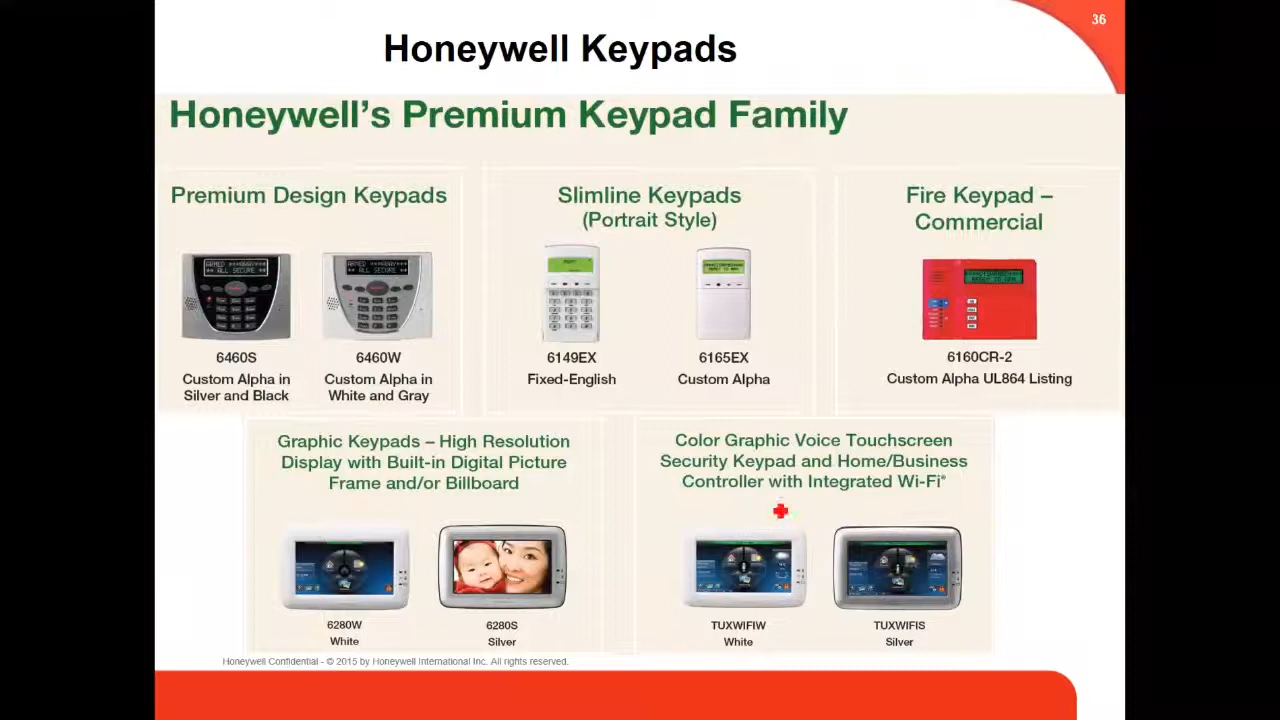 36
Honeywell Keypads
Honeywell's Premium Keypad Family
Premium Design Keypads
6460S
Custom Alpha in
Silver and Black
6460W
Custom Alpha in
White and Gray
Slimline Keypads
(Portrait Style)
6149EX
Fixed-English
6165EX
Custom Alpha
Fire Keypad –
Commercial
6160CR-2
Custom Alpha UL864 Listing
Graphic Keypads – High Resolution
Display with Built-in Digital Picture
Frame and/or Billboard
6280W
White
6280S
Silver
Color Graphic Voice Touchscreen
Security Keypad and Home/Business
Controller with Integrated Wi-Fi®
TUXWIFIW
White
TUXWIFIS
Silver
Honeywell Confidential - © 2015 by Honeywell International Inc. All rights reserved.